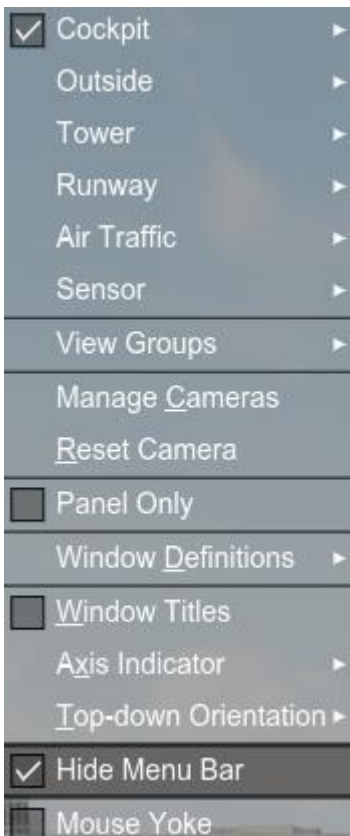 Cockpit
Outside
Tower
Runway
Air Traffic
Sensor
View Groups
Manage Cameras
Reset Camera
Panel Only
Window Definitions
Window Titles
Axis Indicator
Top-down Orientation
Hide Menu Bar
Mouse Yoke